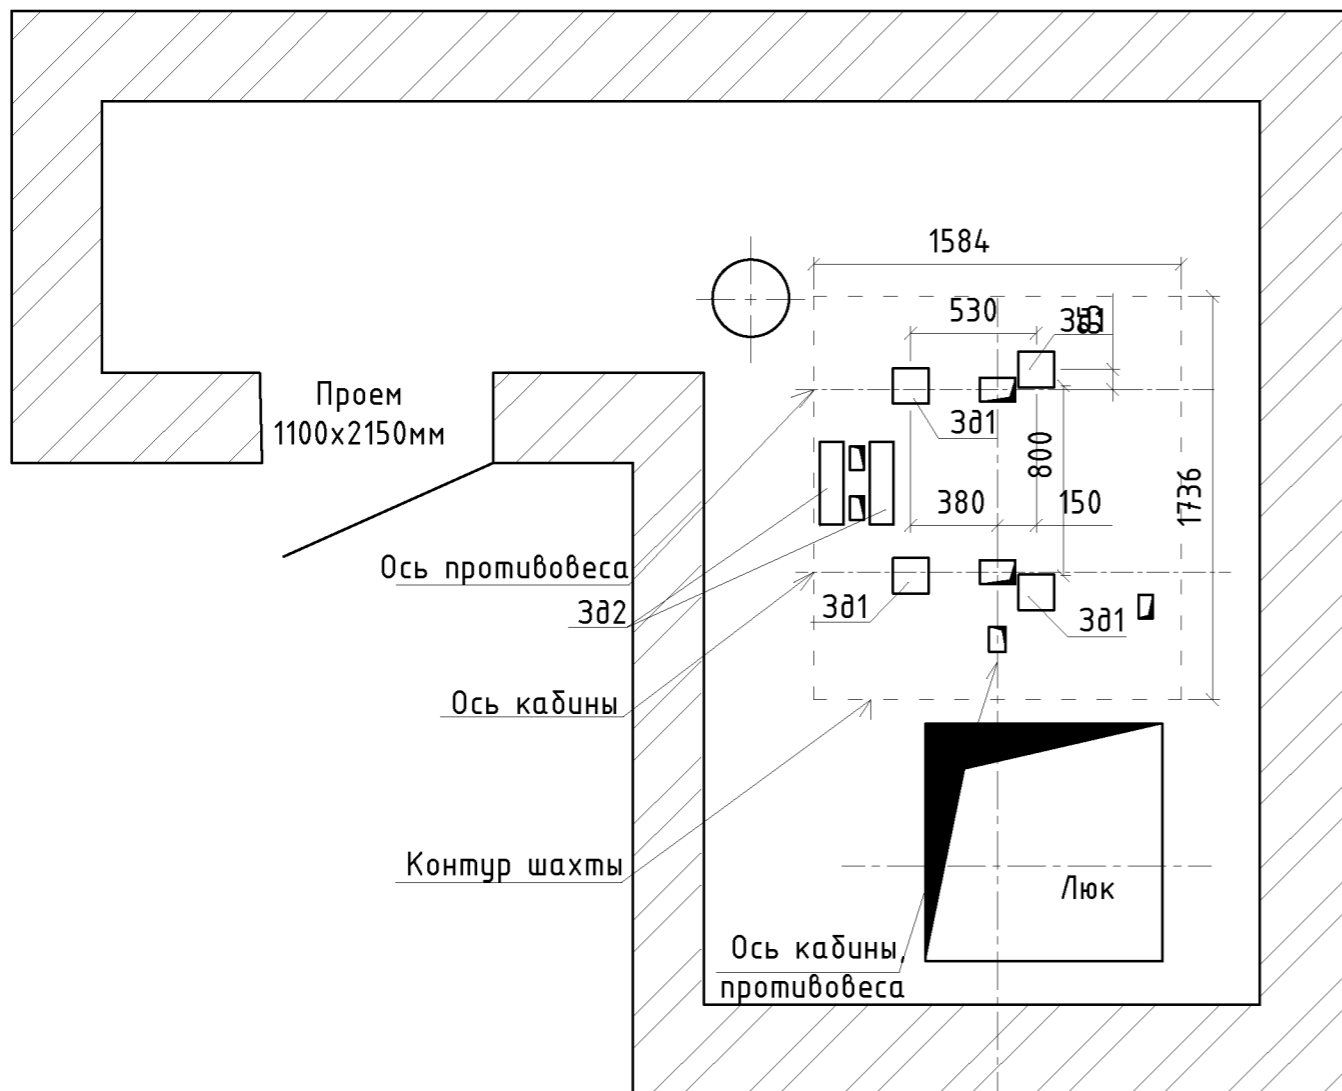 1584
530
Зд1
Проем
1100х2150мм
Зд1
800
1736
380
150
Ось противовеса
Зд2
Зд1
Зд1
Ось кабины
Контур шахты
Люк
Ось кабины,
противовеса